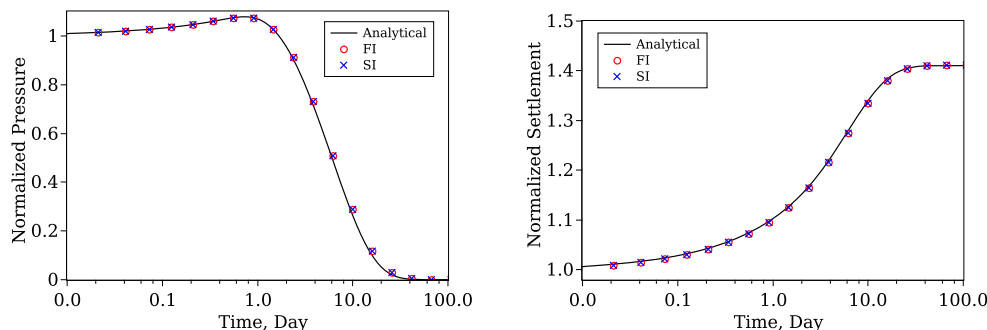 Normalized Pressure
1
0.8
0.6
0.4
0.2
0
Analytical
FI
SI
0.0 0.1 1.0 10.0 100.0
Time, Day
Normalized Settlement
1.5
1.4
1.3
1.2
1.1
1.0
Analytical
FI
SI
0.0 0.1 1.0 10.0 100.0
Time, Day